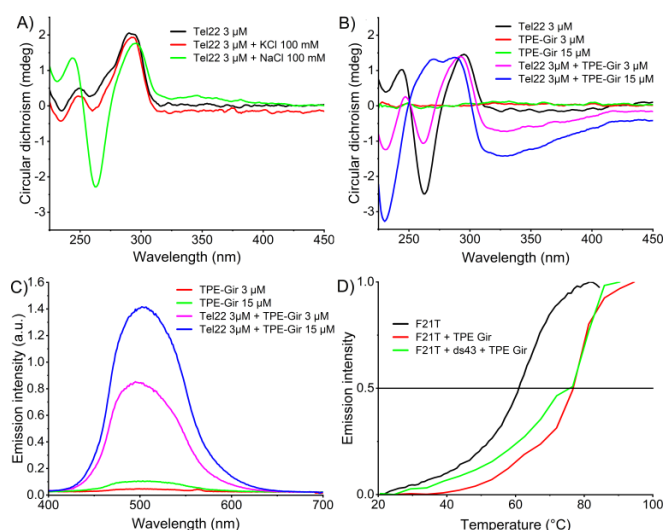 A)
Tel22 3 µM
Tel22 3 µM + KCl 100 mM
Tel22 3 µM + NaCl 100 mM
Circular dichroism (mdeg)
3
2
1
0
-1
-2
-3
250 300 350 400 450
Wavelength (nm)
B)
Tel22 3 µM
TPE-Gir 3 µM
TPE-Gir 15 µM
Tel22 3µM + TPE-Gir 3 µM
Tel22 3µM + TPE-Gir 15 µM
Circular dichroism (mdeg)
3
2
1
0
-1
-2
-3
250 300 350 400 450
Wavelength (nm)
C)
TPE-Gir 3 µM
TPE-Gir 15 µM
Tel22 3µM + TPE-Gir 3 µM
Tel22 3µM + TPE-Gir 15 µM
Emission intensity (a.u.)
1.6
1.4
1.2
1.0
0.8
0.6
0.4
0.2
0.0
400 500 600 700
Wavelength (nm)
D)
F21T
F21T + TPE Gir
F21T + ds43 + TPE Gir
Emission intensity
1.0
0.5
0.0
20 40 60 80 100
Temperature (°C)